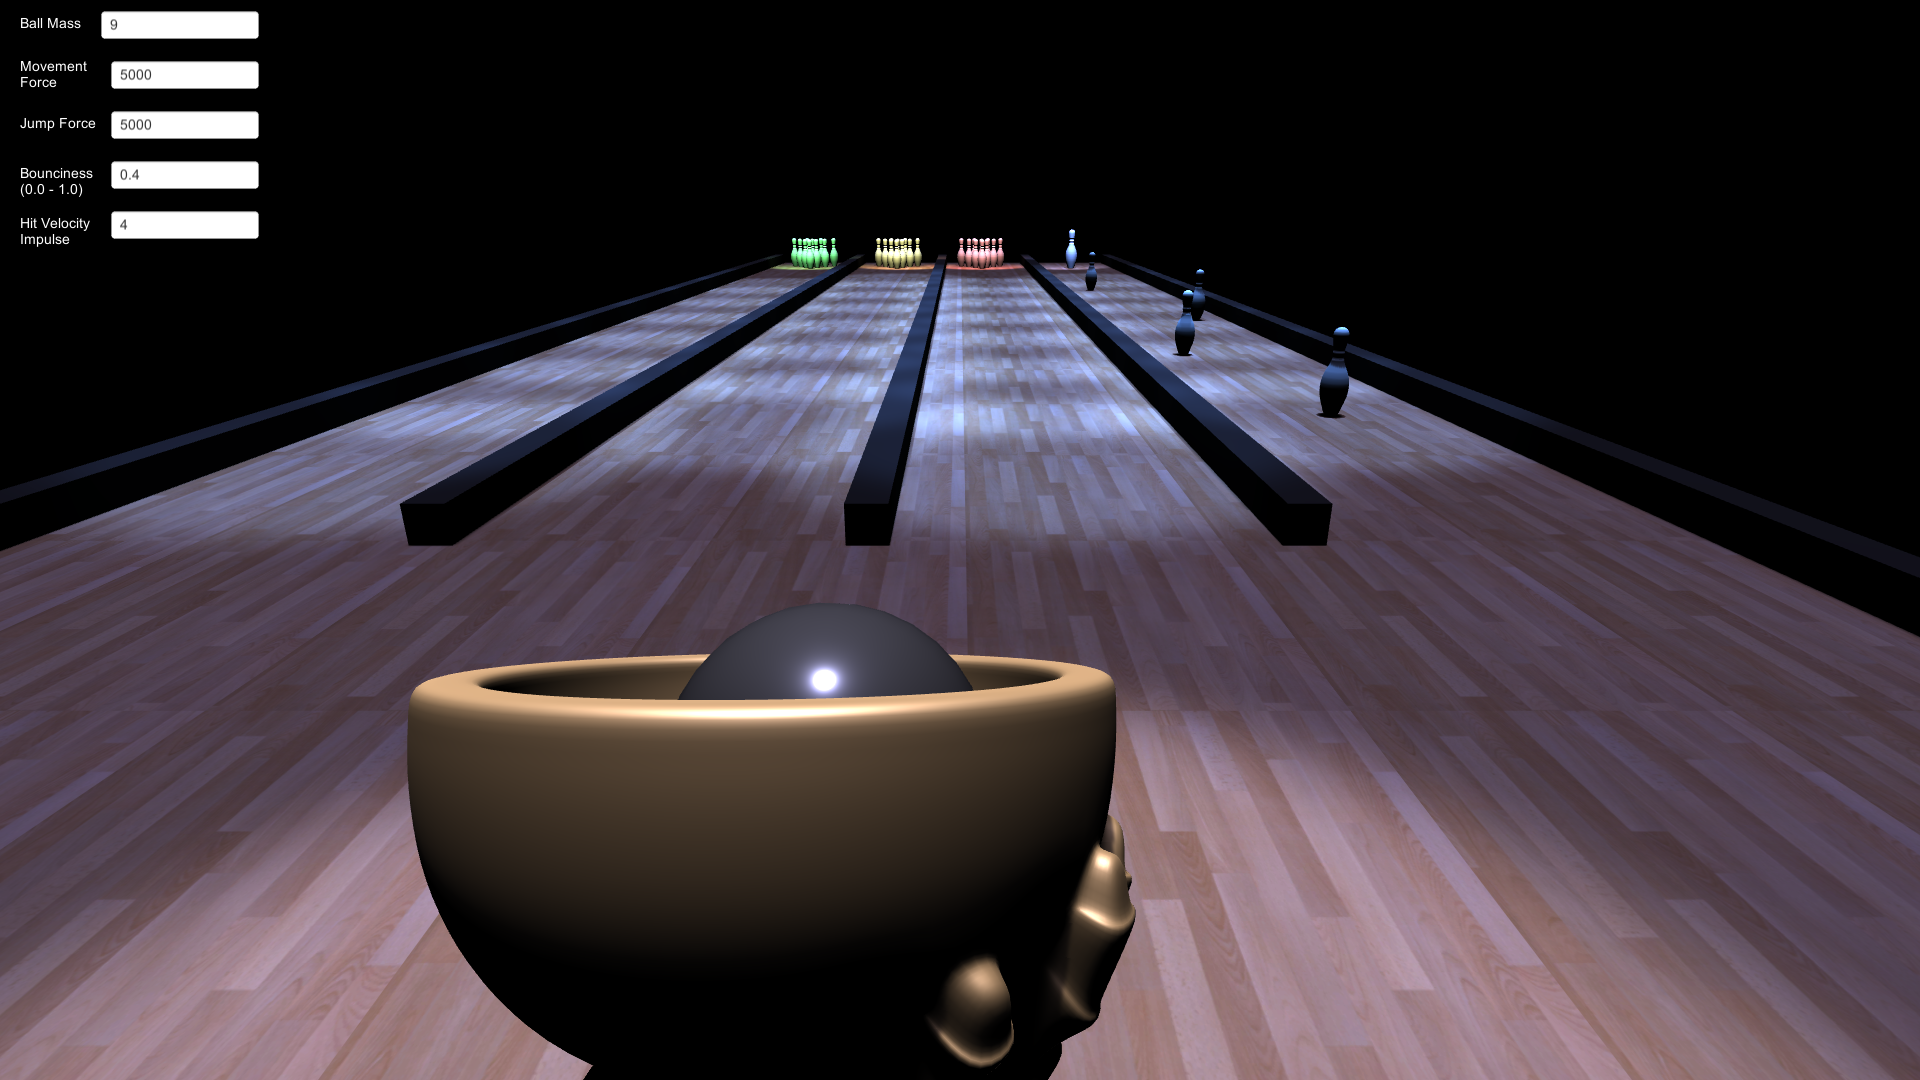 Ball Mass 9
Movement
Force 5000
Jump Force 5000
Bounciness
(0.0 - 1.0) 0.4
Hit Velocity
Impulse 4